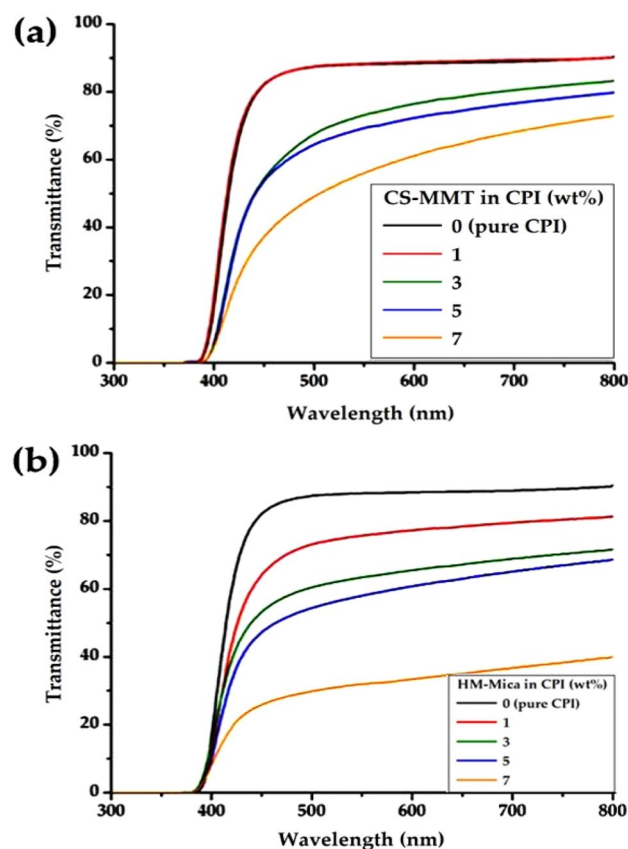 (a)
100
80
60
40
20
0
Transmittance (%)
CS-MMT in CPI (wt%)
0 (pure CPI)
1
3
5
7
300 400 500 600 700 800
Wavelength (nm)
(b)
100
80
60
40
20
0
Transmittance (%)
HM-Mica in CPI (wt%)
0 (pure CPI)
1
3
5
7
300 400 500 600 700 800
Wavelength (nm)